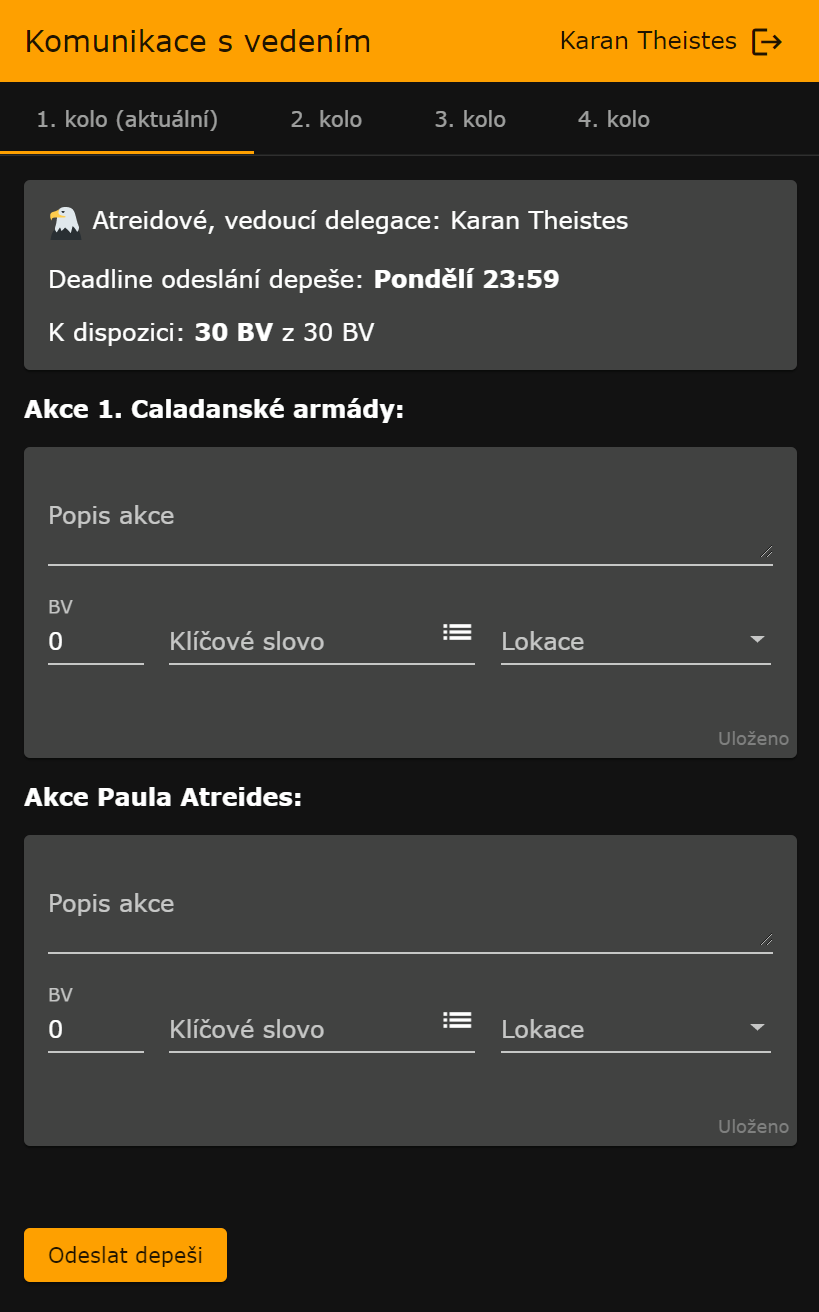 Komunikace s vedením
Karan Theistes
1. kolo (aktuální) 2. kolo 3. kolo 4. kolo
Atreidové, vedoucí delegace: Karan Theistes
Deadline odeslání depeše: Pondělí 23:59
K dispozici: 30 BV z 30 BV
Akce 1. Caladanské armády:
Popis akce
BV
0 Klíčové slovo Lokace
Uloženo
Akce Paula Atreides:
Popis akce
BV
0 Klíčové slovo Lokace
Uloženo
Odeslat depeši